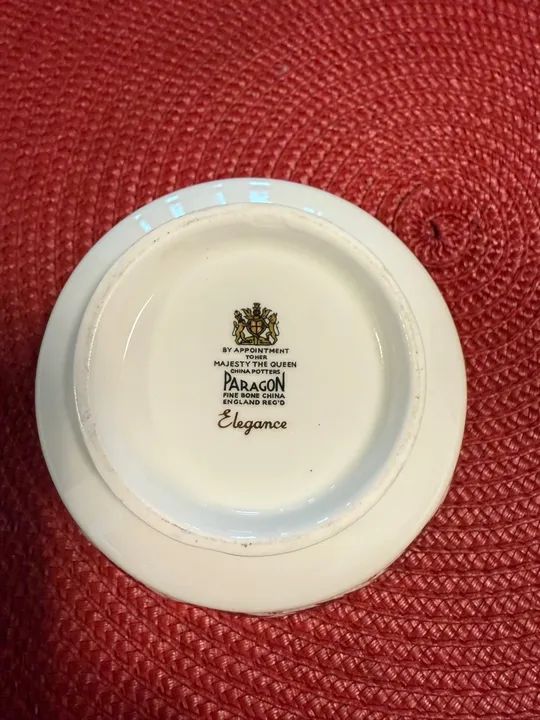 BY APPOINTMENT
TO HER
MAJESTY THE QUEEN
CHINA POTTERS
PARAGON
FINE BONE CHINA
ENGLAND REG'D
Elegance